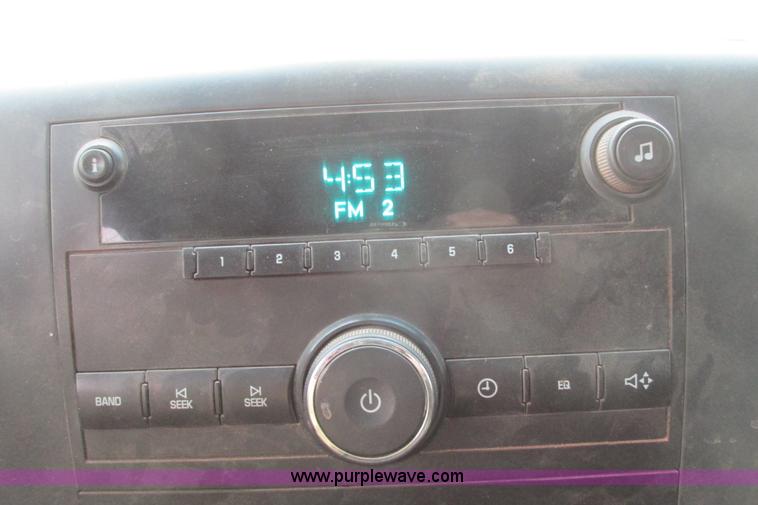 i
4:53
FM 2
1 2 3 4 5 6
BAND SEEK SEEK EQ
www.purplewave.com